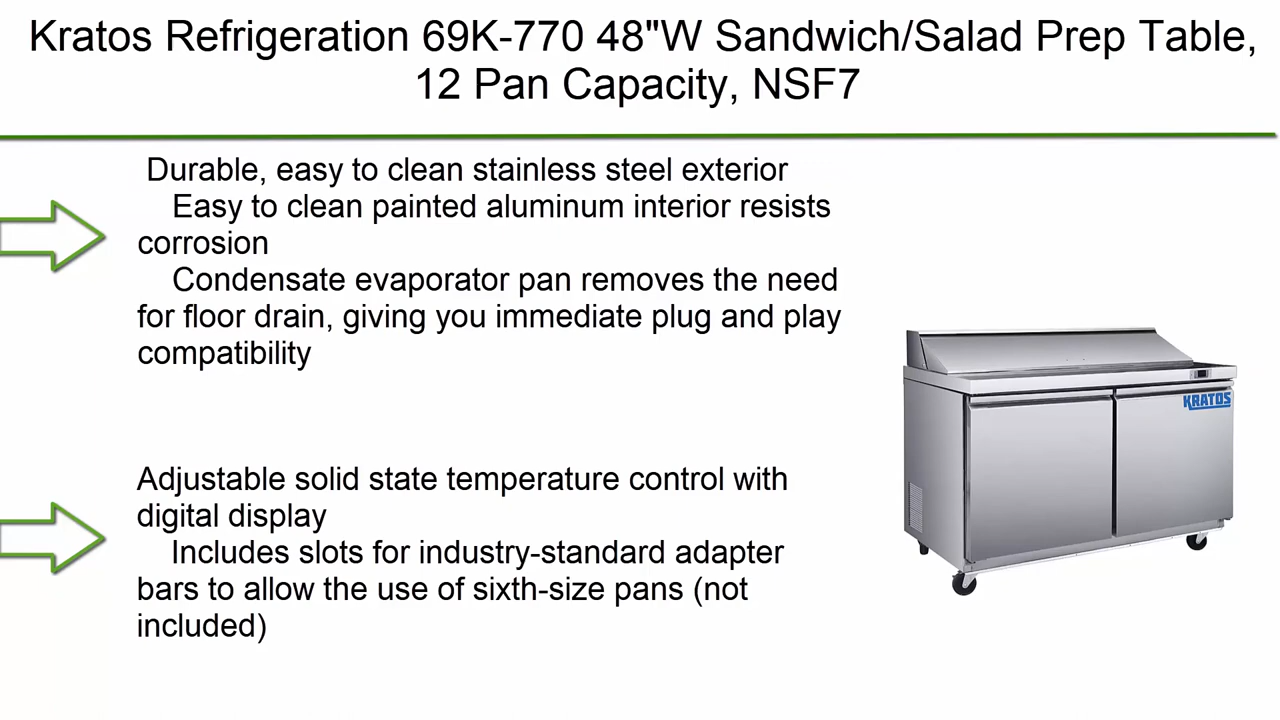 Kratos Refrigeration 69K-770 48"W Sandwich/Salad Prep Table,
12 Pan Capacity, NSF7
Durable, easy to clean stainless steel exterior
Easy to clean painted aluminum interior resists
corrosion
Condensate evaporator pan removes the need
for floor drain, giving you immediate plug and play
compatibility
KRATOS
Adjustable solid state temperature control with
digital display
Includes slots for industry-standard adapter
bars to allow the use of sixth-size pans (not
included)